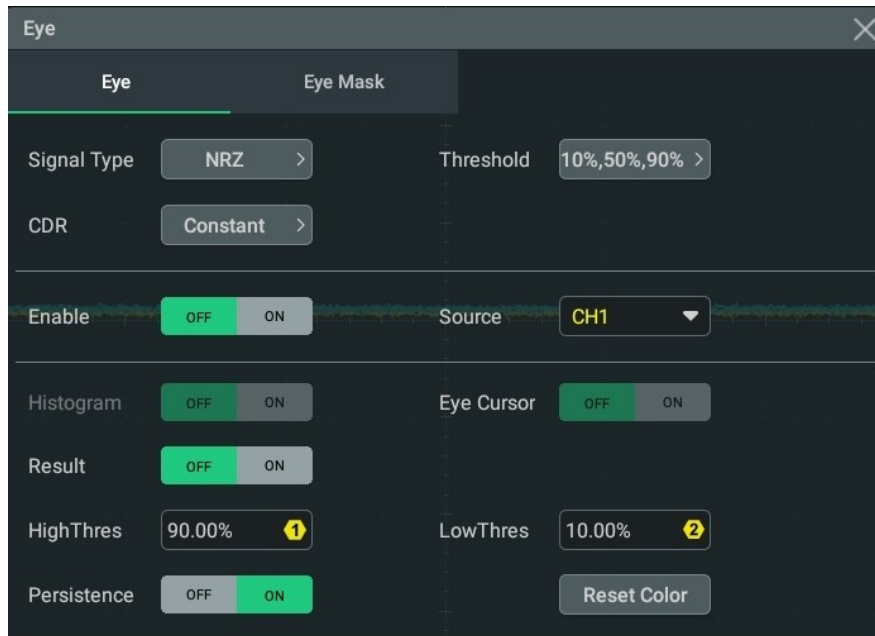 Eye
Eye Eye Mask
Signal Type NRZ > Threshold 10%,50%,90% >
CDR Constant >
Enable OFF ON Source CH1
Histogram OFF ON Eye Cursor OFF ON
Result OFF ON
HighThres 90.00% 1 LowThres 10.00% 2
Persistence OFF ON Reset Color